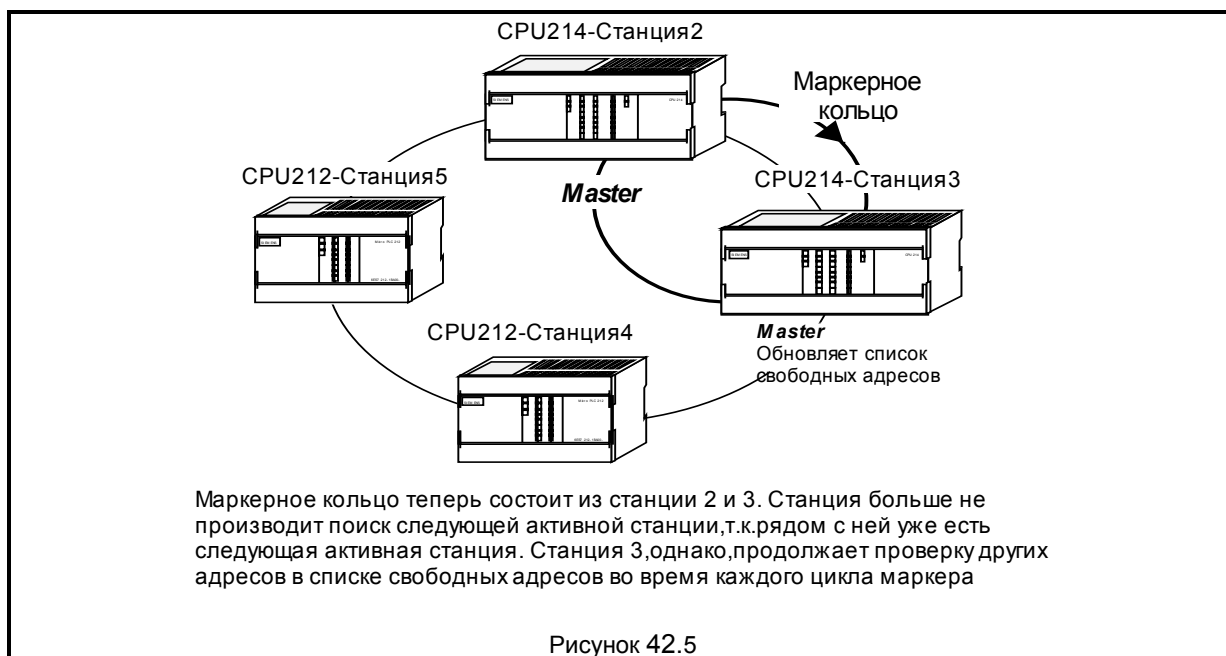 CPU214-Станция2
Маркерное
кольцо
CPU212-Станция5
Master
CPU214-Станция3
CPU212-Станция4
Master
Обновляет список
свободных адресов
Маркерное кольцо теперь состоит из станции 2 и 3. Станция больше не
производит поиск следующей активной станции,т.к.рядом с ней уже есть
следующая активная станция. Станция 3,однако,продолжает проверку других
адресов в списке свободных адресов во время каждого цикла маркера
Рисунок 42.5